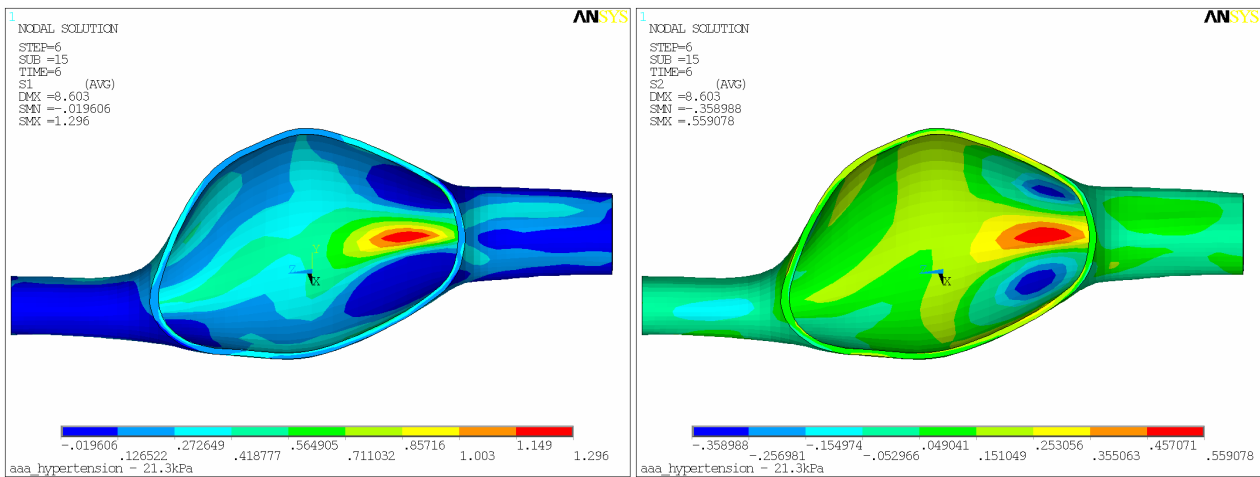 1
ANSYS
NODAL SOLUTION
STEP=6
SUB =15
TIME=6
S1 (AVG)
DMX =8.603
SMN =-.019606
SMX =1.296
Y
Z
X
-.019606 .272649 .564905 .85716 1.149
.126522 .418777 .711032 1.003 1.296
aaa_hypertension - 21.3kPa
1
ANSYS
NODAL SOLUTION
STEP=6
SUB =15
TIME=6
S2 (AVG)
DMX =8.603
SMN =-.358988
SMX =.559078
Z
X
-.358988 -.154974 .049041 .253056 .457071
-.256981 -.052966 .151049 .355063 .559078
aaa_hypertension - 21.3kPa